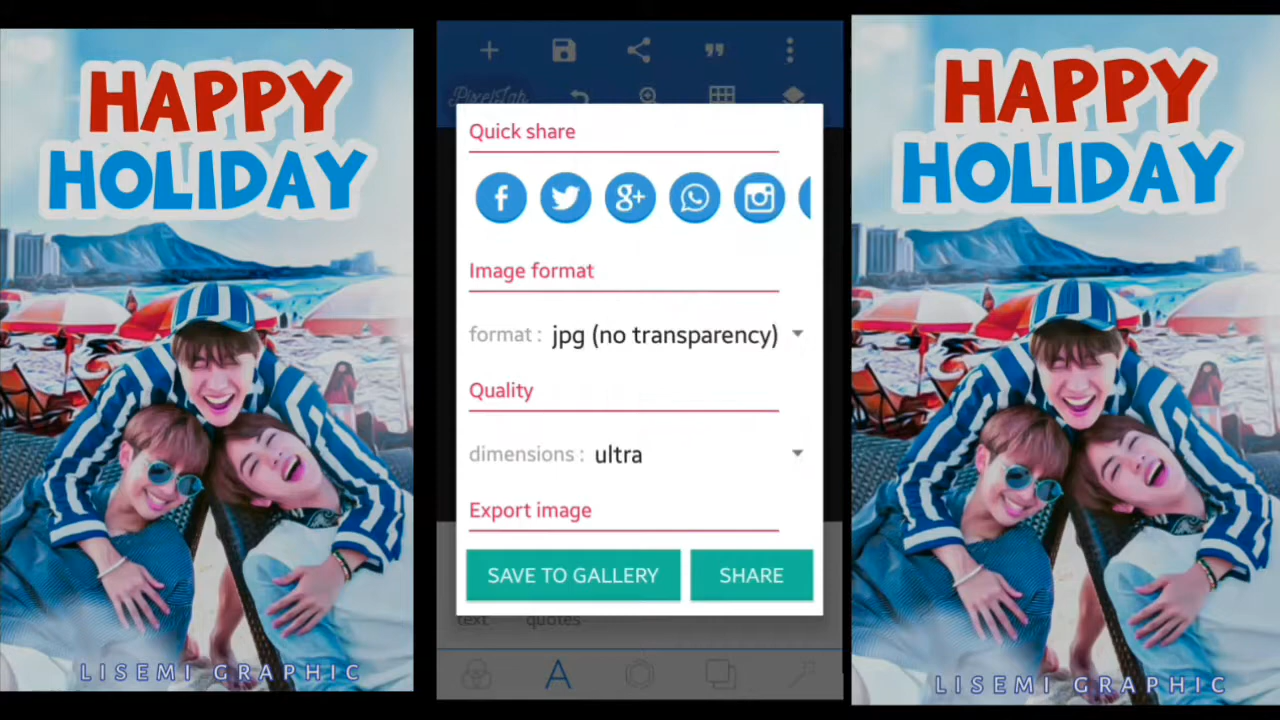 HAPPY
HOLIDAY
LISEMI GRAPHIC
PixelLab
Quick share
Image format
format : jpg (no transparency)
Quality
dimensions : ultra
Export image
SAVE TO GALLERY
SHARE
text
quotes
HAPPY
HOLIDAY
LISEMI GRAPHIC